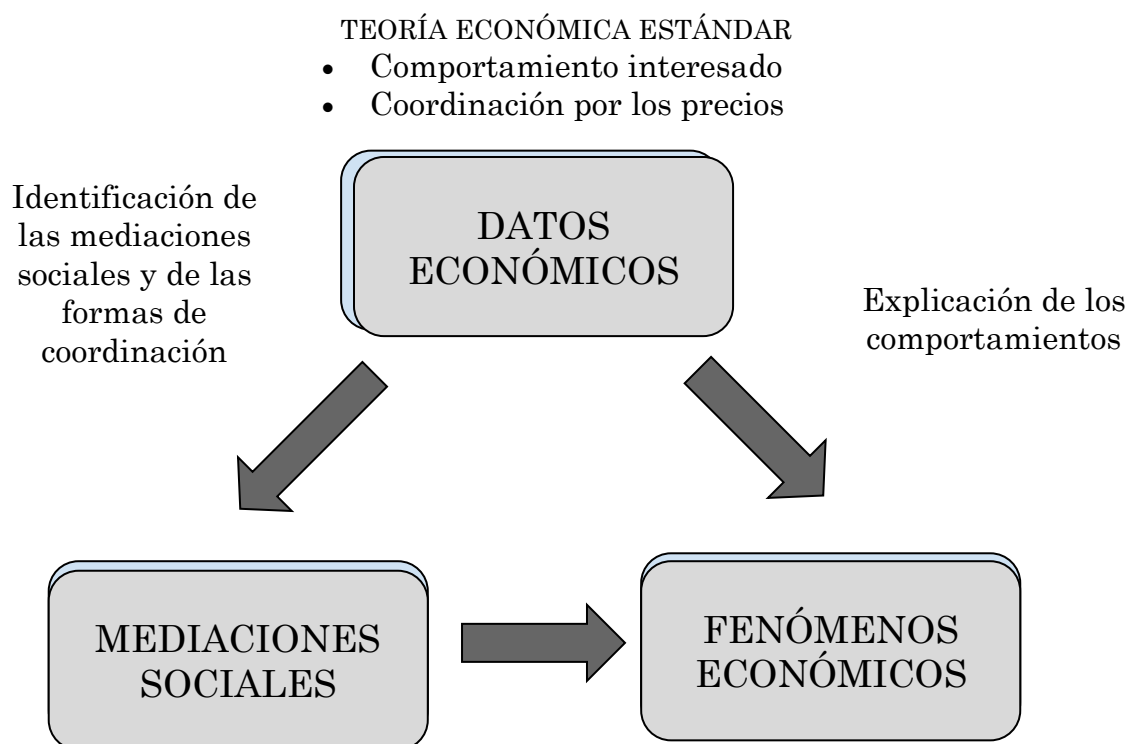 TEORÍA ECONÓMICA ESTÁNDAR
• Comportamiento interesado
• Coordinación por los precios
Identificación de
las mediaciones
sociales y de las
formas de
coordinación
DATOS
ECONÓMICOS
Explicación de los
comportamientos
MEDIACIONES
SOCIALES
FENÓMENOS
ECONÓMICOS